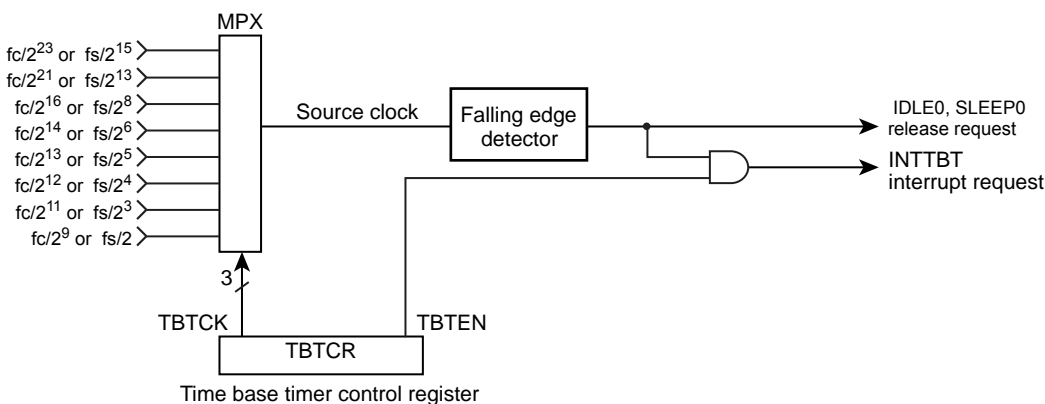 MPX
fc/2^23 or fs/2^15
fc/2^21 or fs/2^13
fc/2^16 or fs/2^8
fc/2^14 or fs/2^6
fc/2^13 or fs/2^5
fc/2^12 or fs/2^4
fc/2^11 or fs/2^3
fc/2^9 or fs/2
Source clock
Falling edge
detector
IDLE0, SLEEP0
release request
INTTBT
interrupt request
3
TBTCK
TBTEN
TBTCR
Time base timer control register